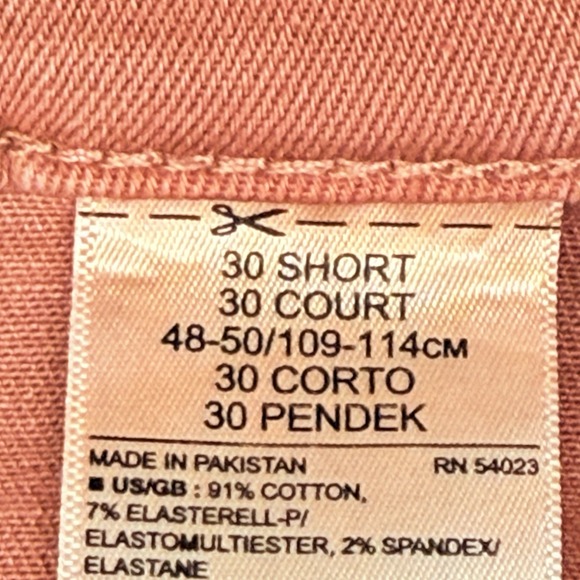 30 SHORT
30 COURT
48-50/109-114CM
30 CORTO
30 PENDEK
MADE IN PAKISTAN RN 54023
■ US/GB : 91% COTTON,
7% ELASTERELL-P/
ELASTOMULTIESTER, 2% SPANDEX/
ELASTANE